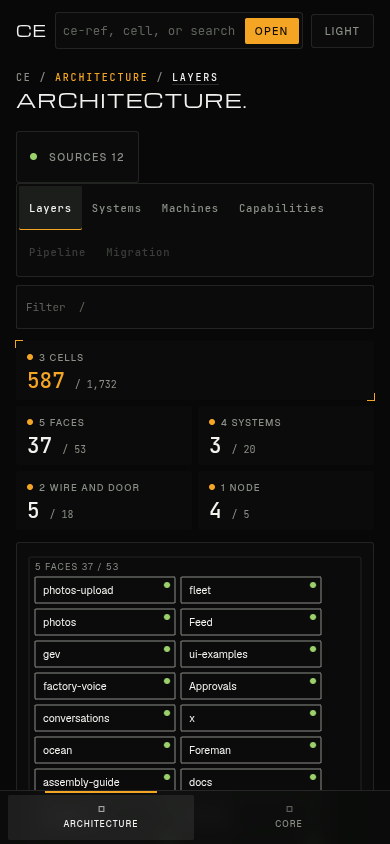 CE
ce-ref, cell, or search
OPEN
LIGHT
CE / ARCHITECTURE / LAYERS
ARCHITECTURE.
SOURCES 12
Layers Systems Machines Capabilities
Pipeline Migration
Filter /
3 CELLS
587 / 1,732
5 FACES
37 / 53
4 SYSTEMS
3 / 20
2 WIRE AND DOOR
5 / 18
1 NODE
4 / 5
5 FACES 37 / 53
photos-upload
fleet
photos
Feed
gev
ui-examples
factory-voice
Approvals
conversations
x
ocean
Foreman
assembly-guide
docs
ARCHITECTURE
CORE